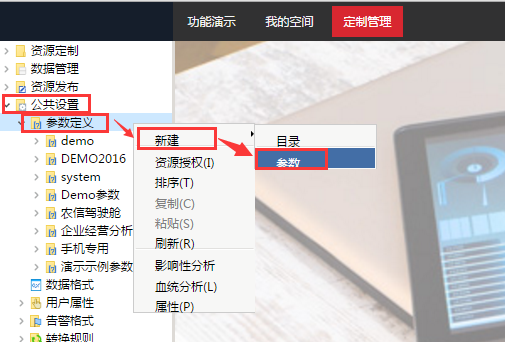 功能演示 我的空间 定制管理
资源定制
数据管理
资源发布
公共设置
参数定义
demo
DEMO2016
system
Demo参数
农信驾驶舱
企业经营分析
手机专用
演示示例参数
数据格式
用户属性
告警格式
转换规则
新建
资源授权(I)
排序(T)
复制(C)
粘贴(S)
刷新(R)
影响性分析
血统分析(L)
属性(P)
目录
参数